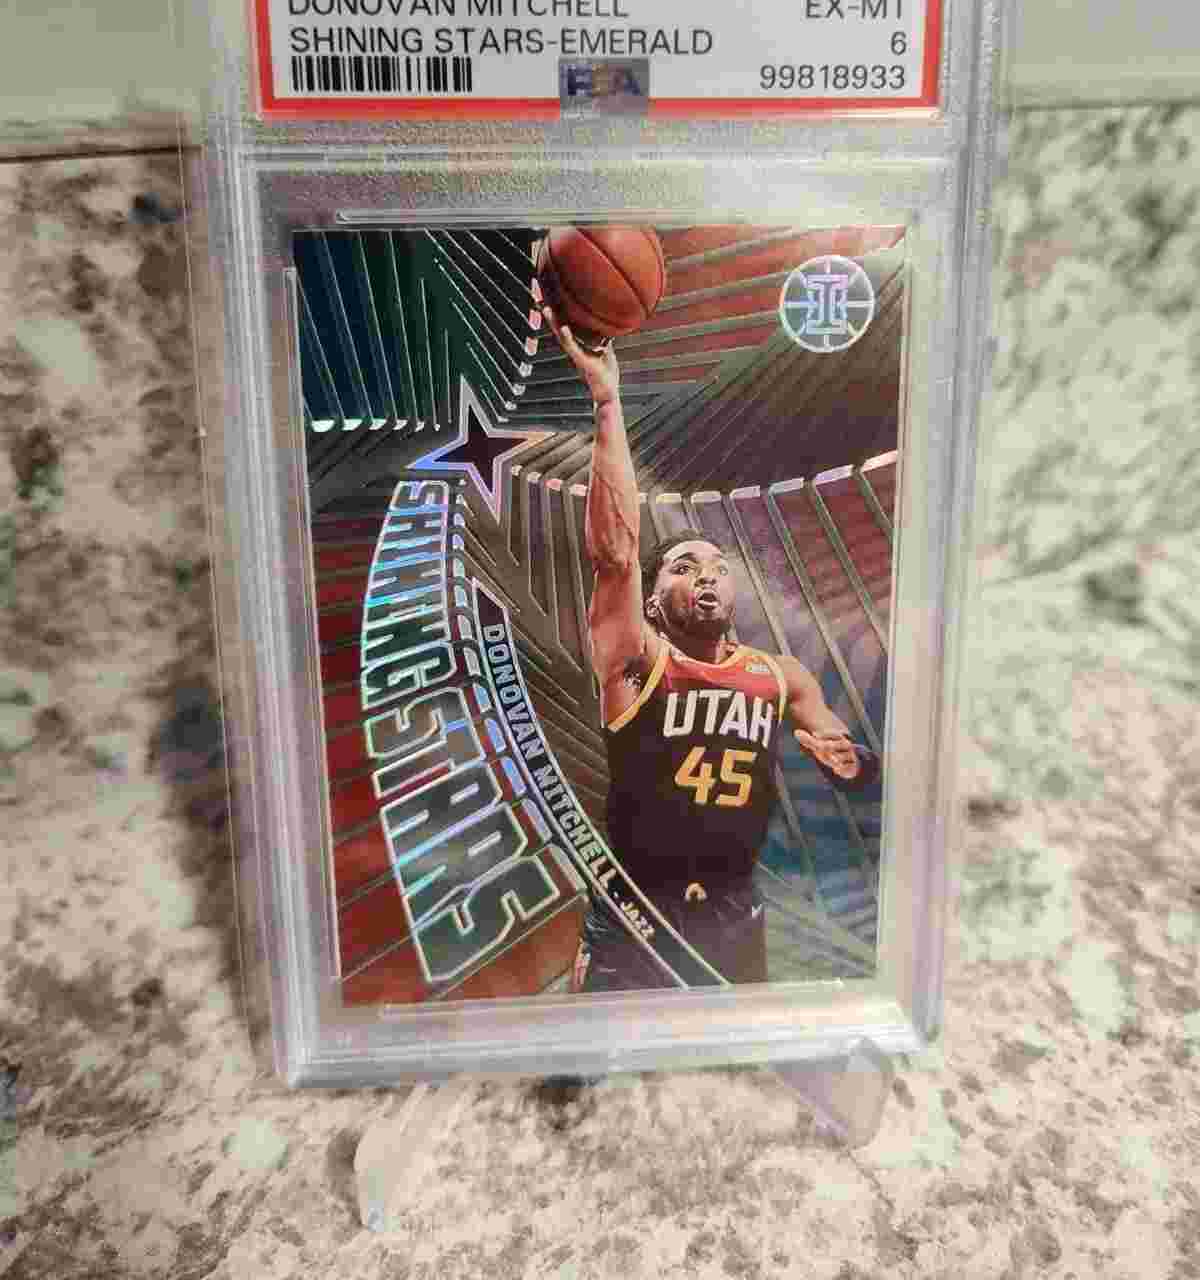 DONOVAN MITCHELL
EX-MT
SHINING STARS-EMERALD
6
PSA
99818933
SHINING STARS
DONOVAN MITCHELL - JAZZ
UTAH
45